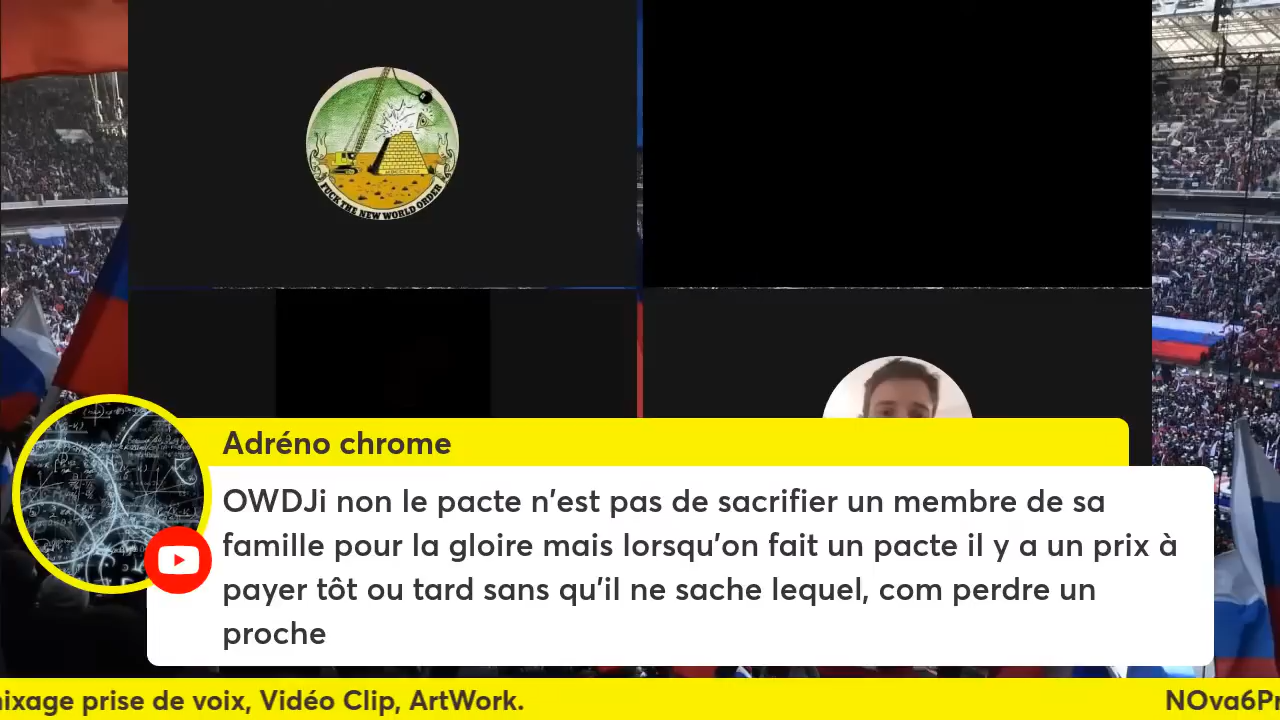 FUCK THE NEW WORLD ORDER
Adréno chrome
OWDJi non le pacte n'est pas de sacrifier un membre de sa
famille pour la gloire mais lorsqu'on fait un pacte il y a un prix à
payer tôt ou tard sans qu'il ne sache lequel, com perdre un
proche
mixage prise de voix, Vidéo Clip, ArtWork.
NOva6Pr